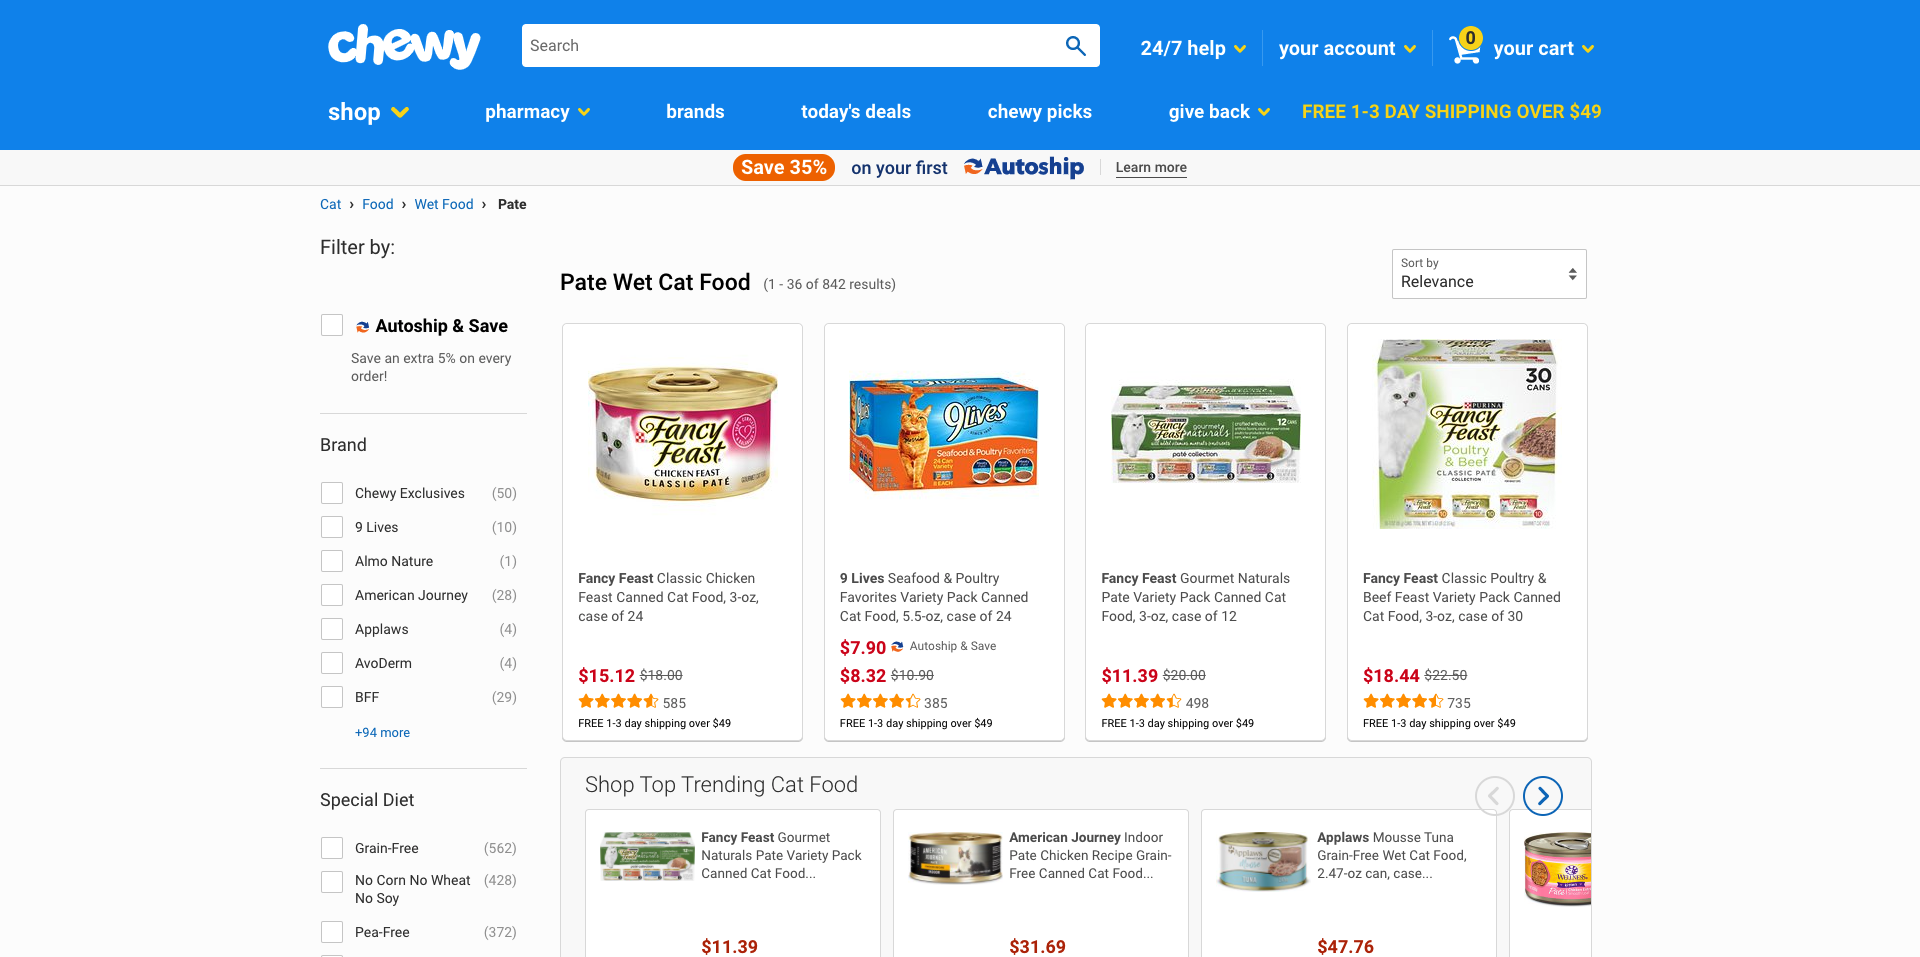 chewy
Search
24/7 help
your account
0
your cart
shop
pharmacy
brands
today's deals
chewy picks
give back
FREE 1-3 DAY SHIPPING OVER $49
Save 35% on your first Autoship
Learn more
Cat › Food › Wet Food › Pate
Filter by:
Autoship & Save
Save an extra 5% on every
order!
Brand
Chewy Exclusives (50)
9 Lives (10)
Almo Nature (1)
American Journey (28)
Applaws (4)
AvoDerm (4)
BFF (29)
+94 more
Special Diet
Grain-Free (562)
No Corn No Wheat (428)
No Soy
Pea-Free (372)
Pate Wet Cat Food (1 - 36 of 842 results)
Sort by
Relevance
Fancy
Feast
CHICKEN FEAST
CLASSIC PATÉ
Fancy Feast Classic Chicken
Feast Canned Cat Food, 3-oz,
case of 24
$15.12 $18.00
585
FREE 1-3 day shipping over $49
9Lives
Seafood & Poultry Favorites
24 Can
Variety
9 Lives Seafood & Poultry
Favorites Variety Pack Canned
Cat Food, 5.5-oz, case of 24
$7.90 Autoship & Save
$8.32 $10.90
385
FREE 1-3 day shipping over $49
Fancy
Feast
gourmet
naturals
12
CANS
paté collection
Fancy Feast Gourmet Naturals
Pate Variety Pack Canned Cat
Food, 3-oz, case of 12
$11.39 $20.00
498
FREE 1-3 day shipping over $49
30
CANS
PURINA
Fancy
Feast
Poultry
& Beef
CLASSIC PATÉ
COLLECTION
Fancy Feast Classic Poultry &
Beef Feast Variety Pack Canned
Cat Food, 3-oz, case of 30
$18.44 $22.50
735
FREE 1-3 day shipping over $49
Shop Top Trending Cat Food
Fancy Feast Gourmet
Naturals Pate Variety Pack
Canned Cat Food...
$11.39
AMERICAN
JOURNEY
American Journey Indoor
Pate Chicken Recipe Grain-
Free Canned Cat Food...
$31.69
Applaws
TUNA
Applaws Mousse Tuna
Grain-Free Wet Cat Food,
2.47-oz can, case...
$47.76
WELLNESS
Pate